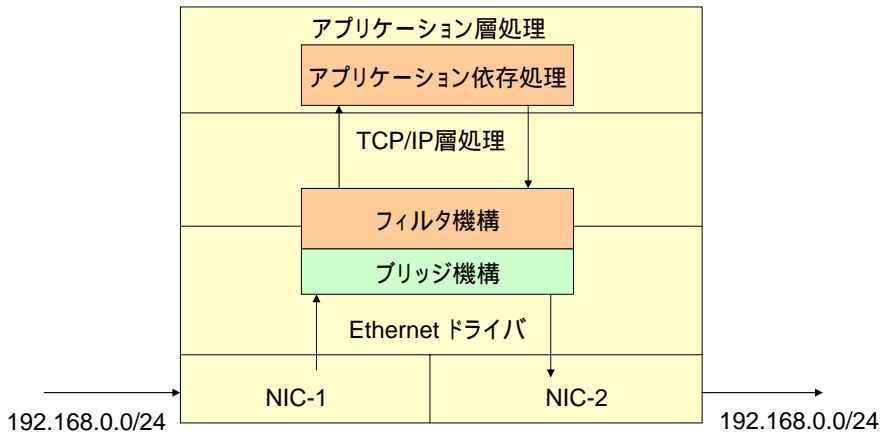 アプリケーション層処理
アプリケーション依存処理
TCP/IP層処理
フィルタ機構
ブリッジ機構
Ethernet ドライバ
NIC-1
NIC-2
192.168.0.0/24
192.168.0.0/24